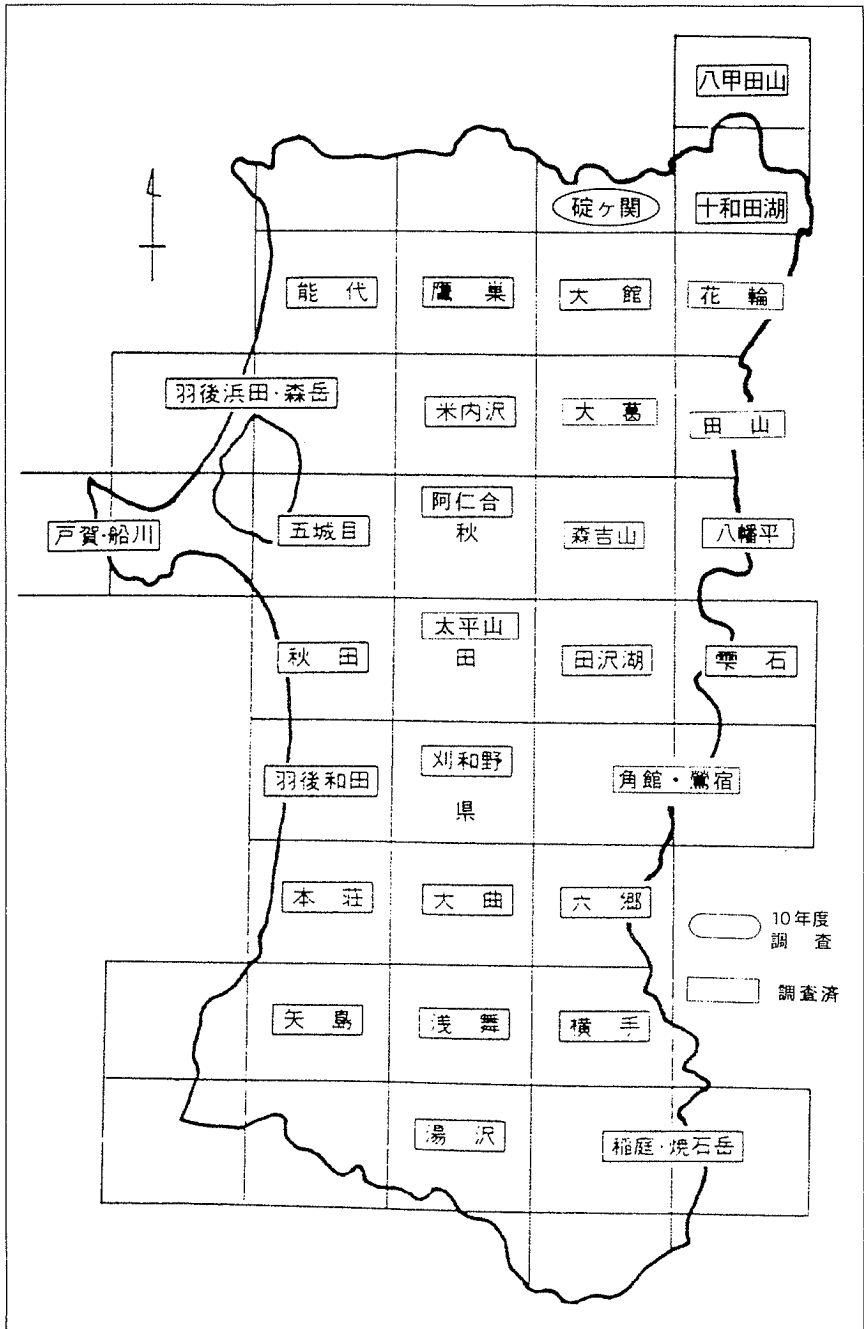 八甲田山
碇ヶ関
十和田湖
能代
鷹巣
大館
花輪
羽後浜田・森岳
米内沢
大葛
田山
戸賀・船川
五城目
阿仁合
秋
森吉山
八幡平
秋田
太平山
田
田沢湖
雫石
羽後和田
刈和野
県
角館・鶯宿
本荘
大曲
六郷
10年度
調査
調査済
矢島
浅舞
横手
湯沢
稲庭・焼石岳